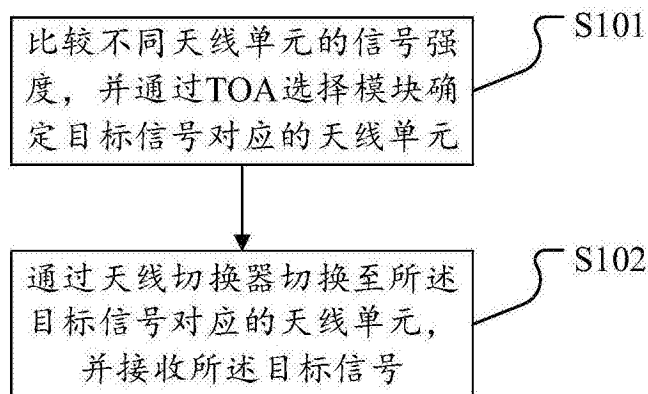 比较不同天线单元的信号强
度，并通过TOA选择模块确
定目标信号对应的天线单元
S101
通过天线切换器切换至所述
目标信号对应的天线单元，
并接收所述目标信号
S102